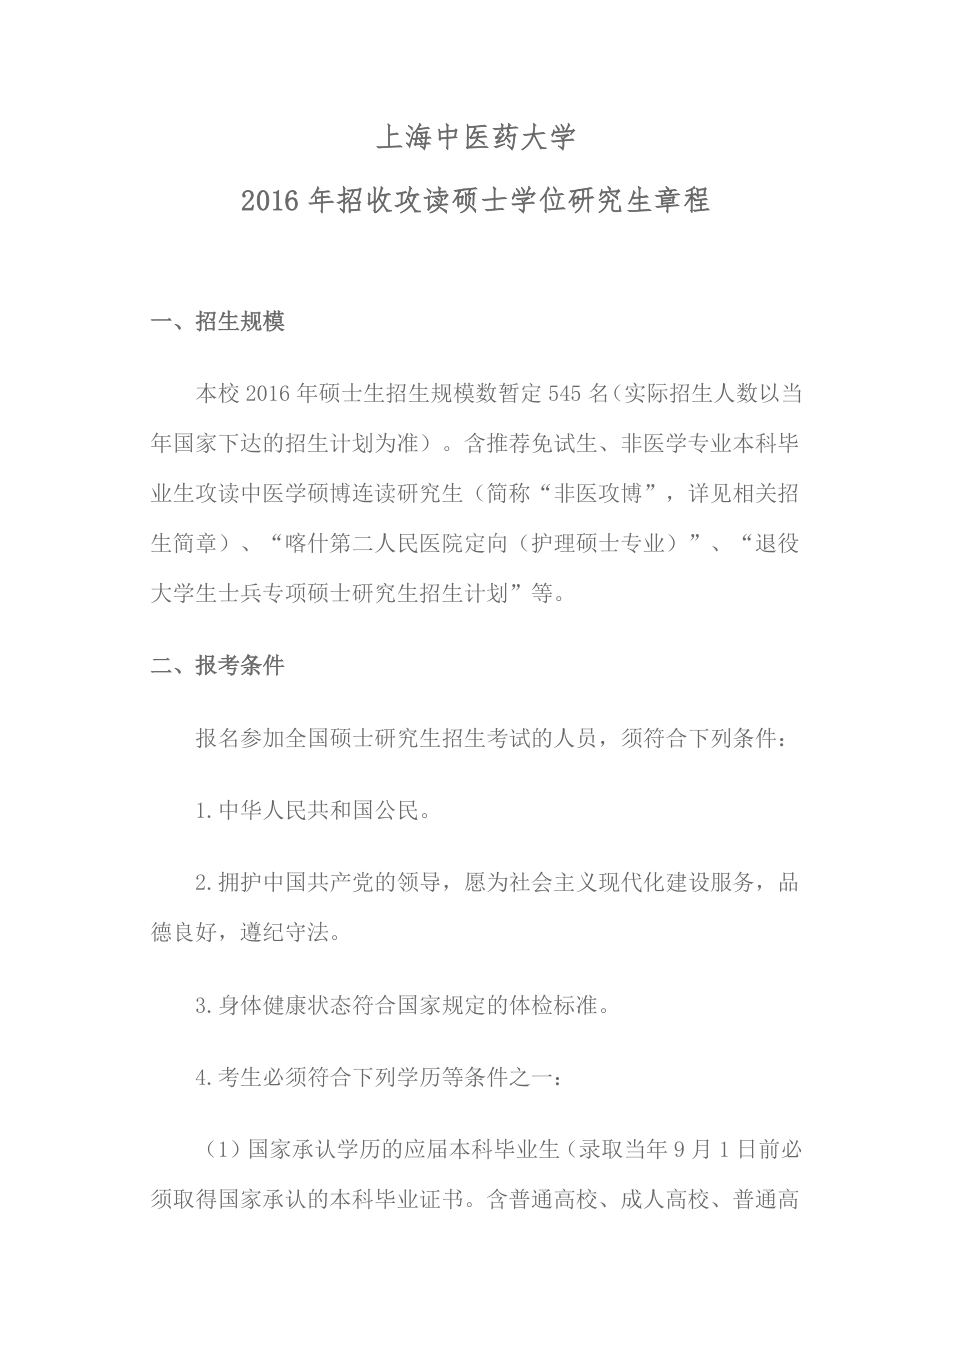 上海中医药大学
2016 年招收攻读硕士学位研究生章程
一、招生规模
本校 2016 年硕士生招生规模数暂定 545 名（实际招生人数以当
年国家下达的招生计划为准）。含推荐免试生、非医学专业本科毕
业生攻读中医学硕博连读研究生（简称“非医攻博”，详见相关招
生简章）、“喀什第二人民医院定向（护理硕士专业）”、“退役
大学生士兵专项硕士研究生招生计划”等。
二、报考条件
报名参加全国硕士研究生招生考试的人员，须符合下列条件：
1.中华人民共和国公民。
2.拥护中国共产党的领导，愿为社会主义现代化建设服务，品
德良好，遵纪守法。
3.身体健康状态符合国家规定的体检标准。
4.考生必须符合下列学历等条件之一：
（1）国家承认学历的应届本科毕业生（录取当年 9 月 1 日前必
须取得国家承认的本科毕业证书。含普通高校、成人高校、普通高